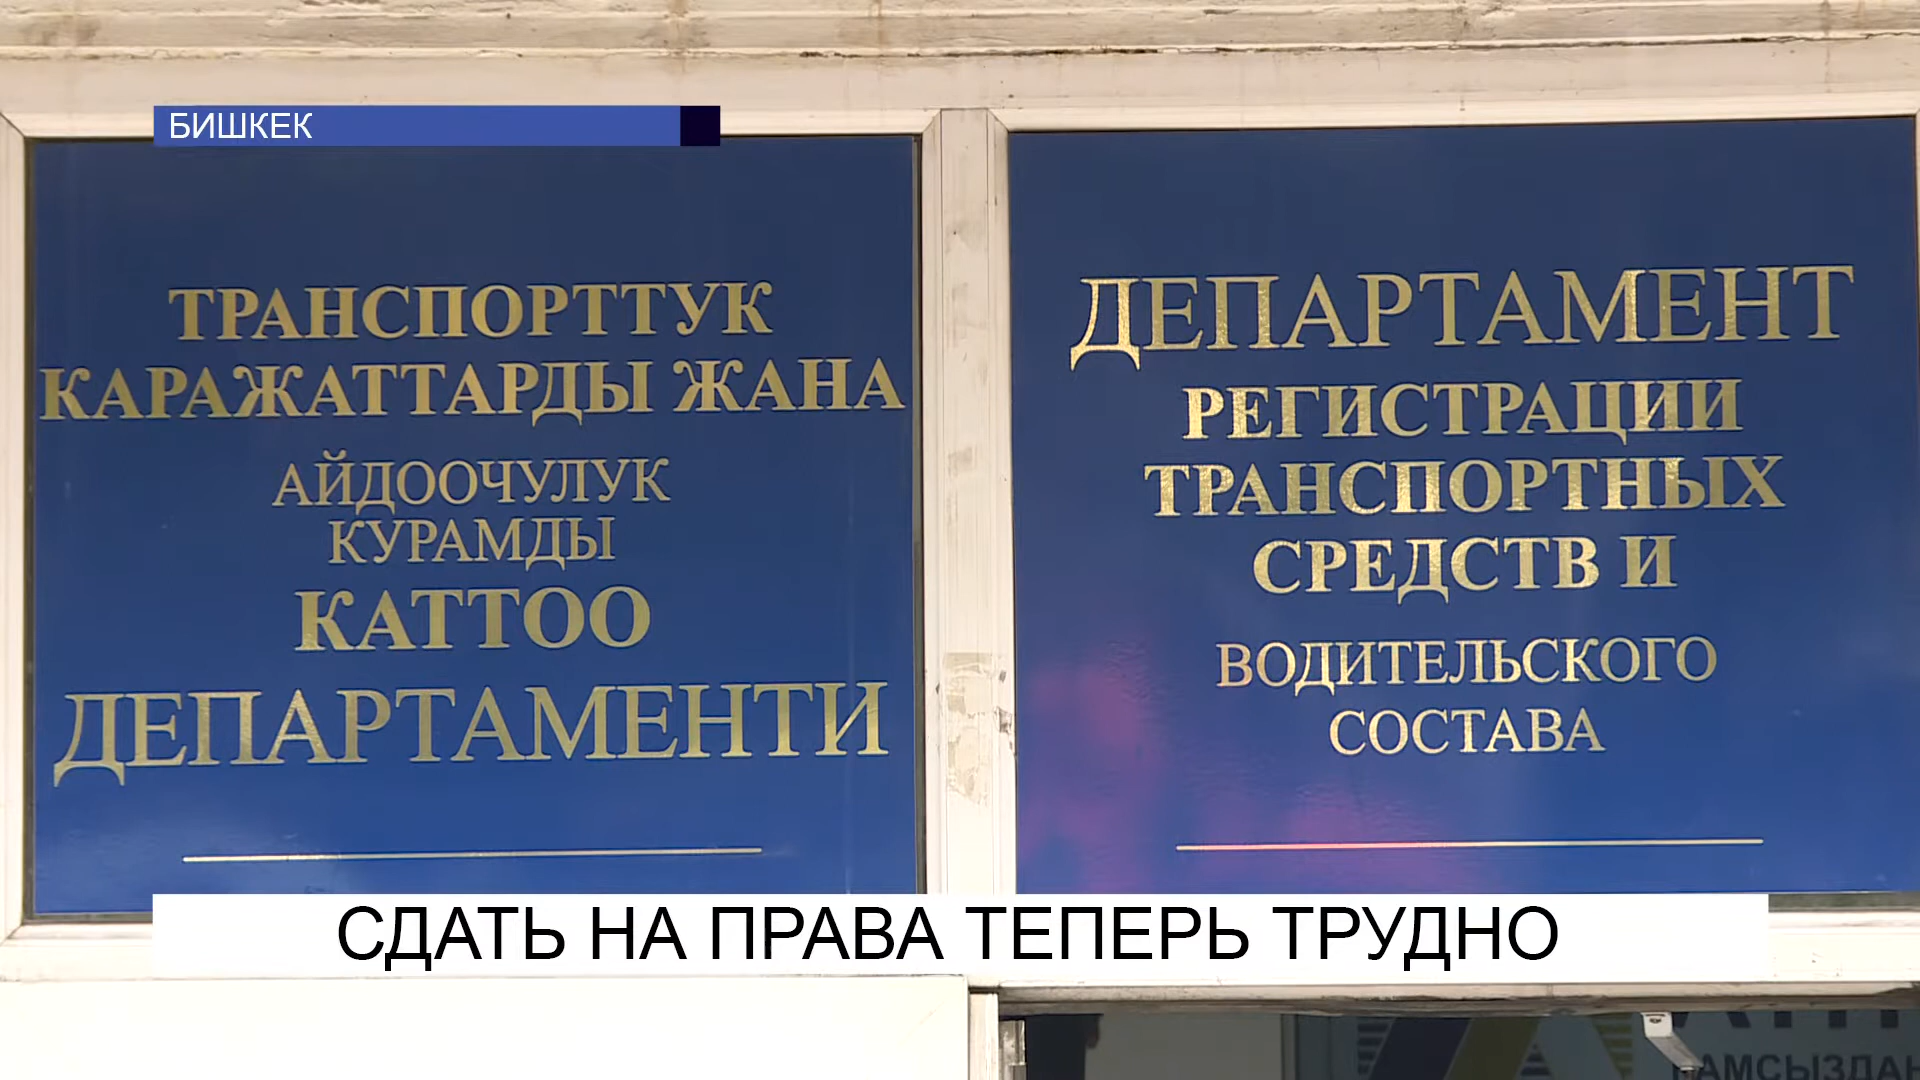 БИШКЕК
ТРАНСПОРТТУК
КАРАЖАТТАРДЫ ЖАНА
АЙДООЧУЛУК
КУРАМДЫ
КАТТОО
ДЕПАРТАМЕНТИ
ДЕПАРТАМЕНТ
РЕГИСТРАЦИИ
ТРАНСПОРТНЫХ
СРЕДСТВ И
ВОДИТЕЛЬСКОГО
СОСТАВА
СДАТЬ НА ПРАВА ТЕПЕРЬ ТРУДНО